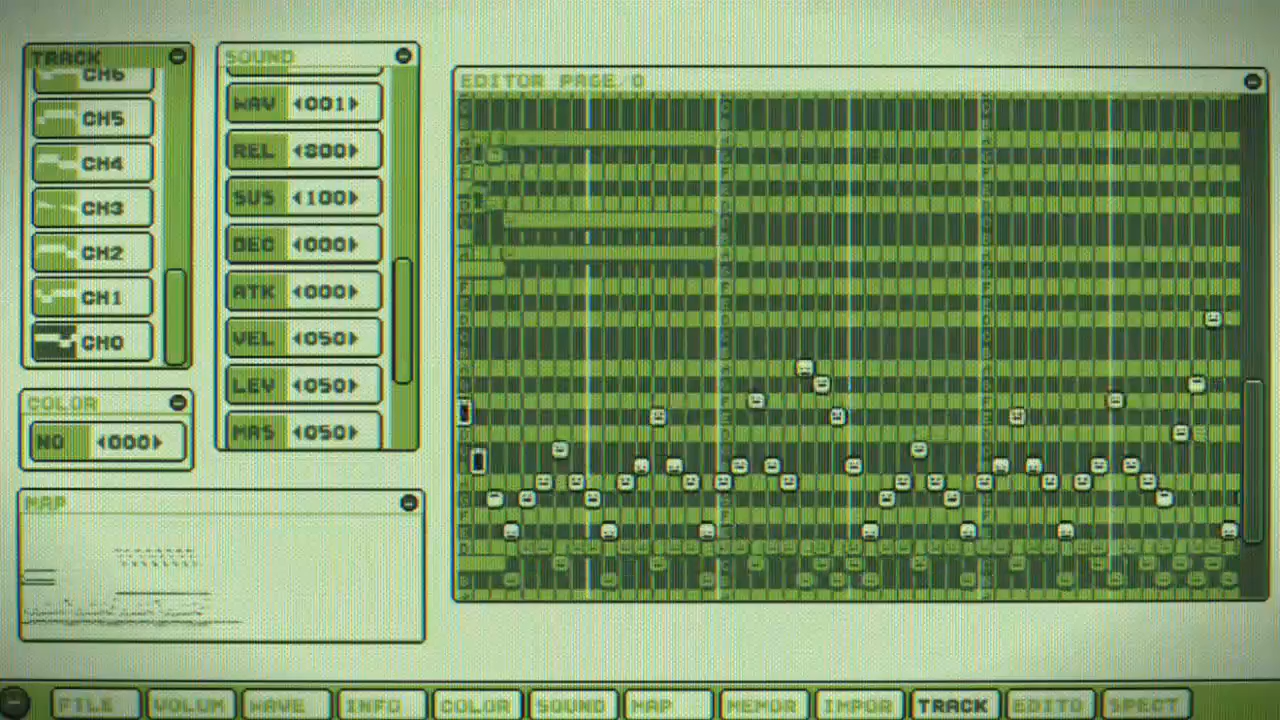 TRACK
CH6
CH5
CH4
CH3
CH2
CH1
CH0
COLOR
NO 000
MAP
SOUND
WAV 001
REL 800
SUS 100
DEC 000
ATK 000
VEL 050
LEV 050
MAS 050
EDITOR PAGE/0
FILE VOLUM WAVE INFO COLOR SOUND MAP MEMOR IMPOR TRACK EDITO SPECT